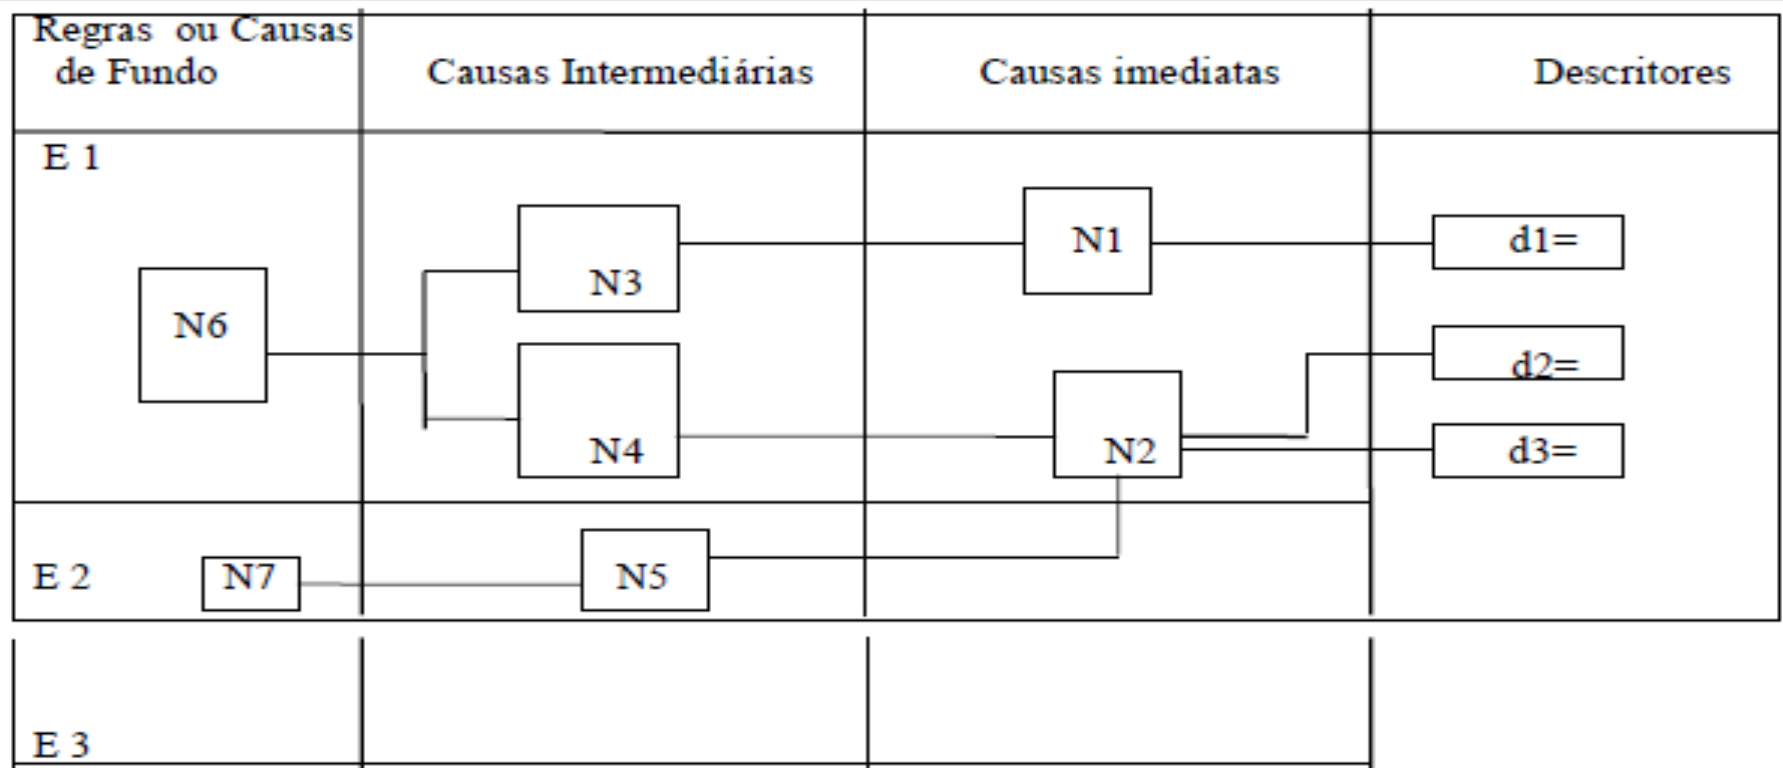 Regras ou Causas
de Fundo
Causas Intermediárias
Causas imediatas
Descritores
E 1
N6
N3
N4
N1
N2
d1=
d2=
d3=
E 2
N7
N5
E 3